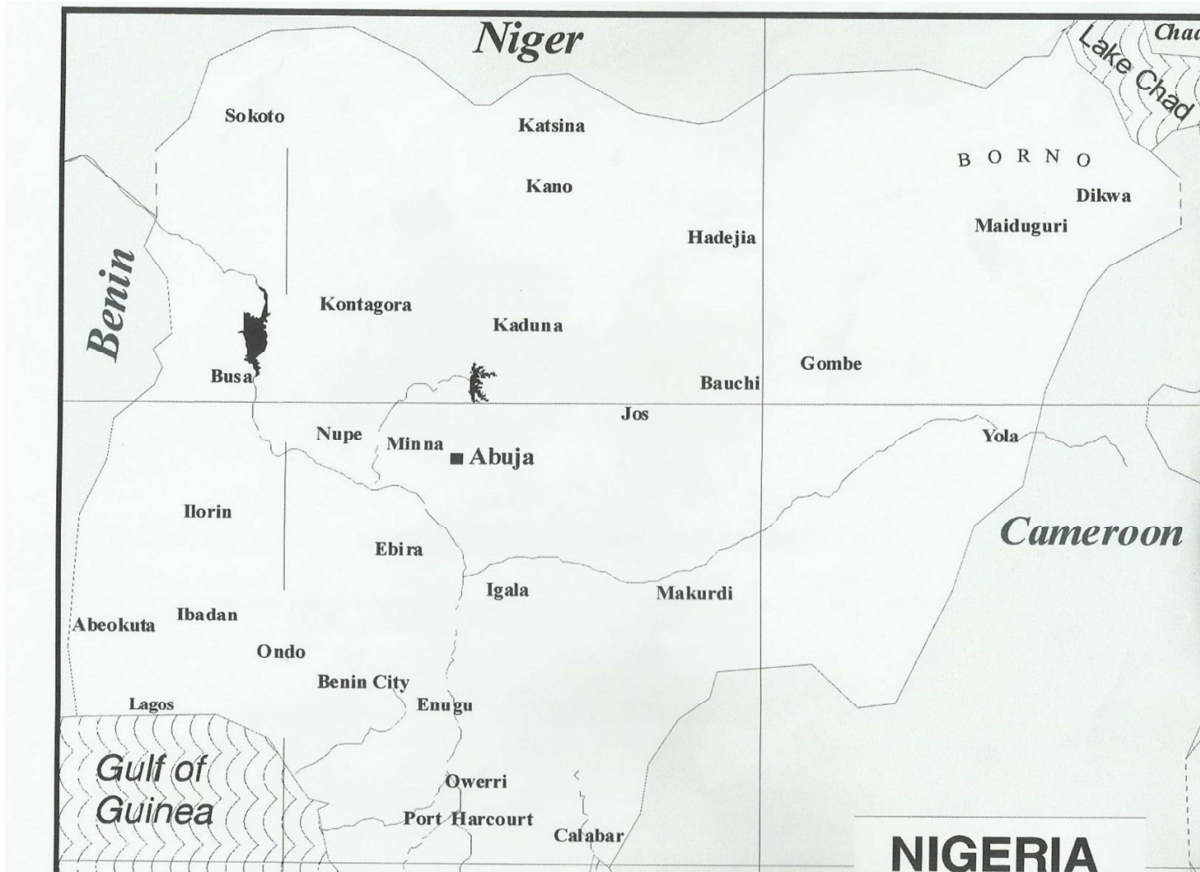 Niger
Chad
Lake Chad
Sokoto
Katsina
BORNO
Kano
Dikwa
Maiduguri
Hadejia
Benin
Kontagora
Kaduna
Gombe
Busa
Bauchi
Jos
Nupe
Minna
Abuja
Yola
Ilorin
Cameroon
Ebira
Igala
Makurdi
Ibadan
Abeokuta
Ondo
Benin City
Lagos
Enugu
Gulf of
Guinea
Owerri
Port Harcourt
Calabar
NIGERIA